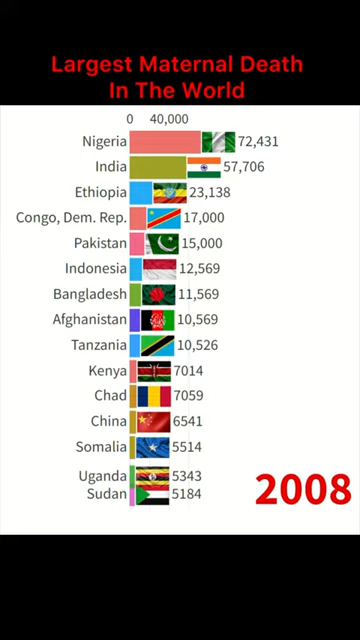 Largest Maternal Death
In The World
0 40,000
Nigeria 72,431
India 57,706
Ethiopia 23,138
Congo, Dem. Rep. 17,000
Pakistan 15,000
Indonesia 12,569
Bangladesh 11,569
Afghanistan 10,569
Tanzania 10,526
Kenya 7014
Chad 7059
China 6541
Somalia 5514
Uganda 5343
Sudan 5184
2008